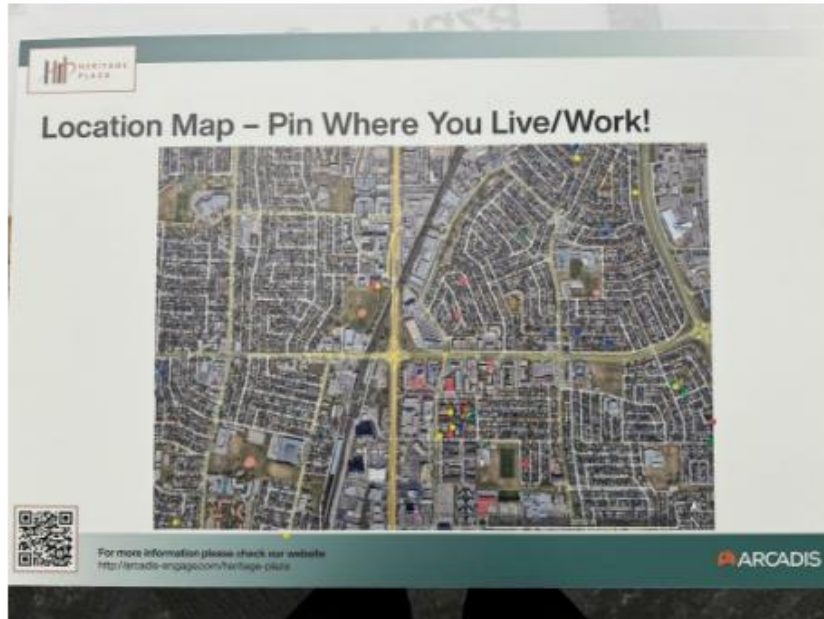 HERITAGE
PLAZA
Location Map – Pin Where You Live/Work!
For more information please check our website
http://arcadis-engage.com/heritage-plaza
ARCADIS